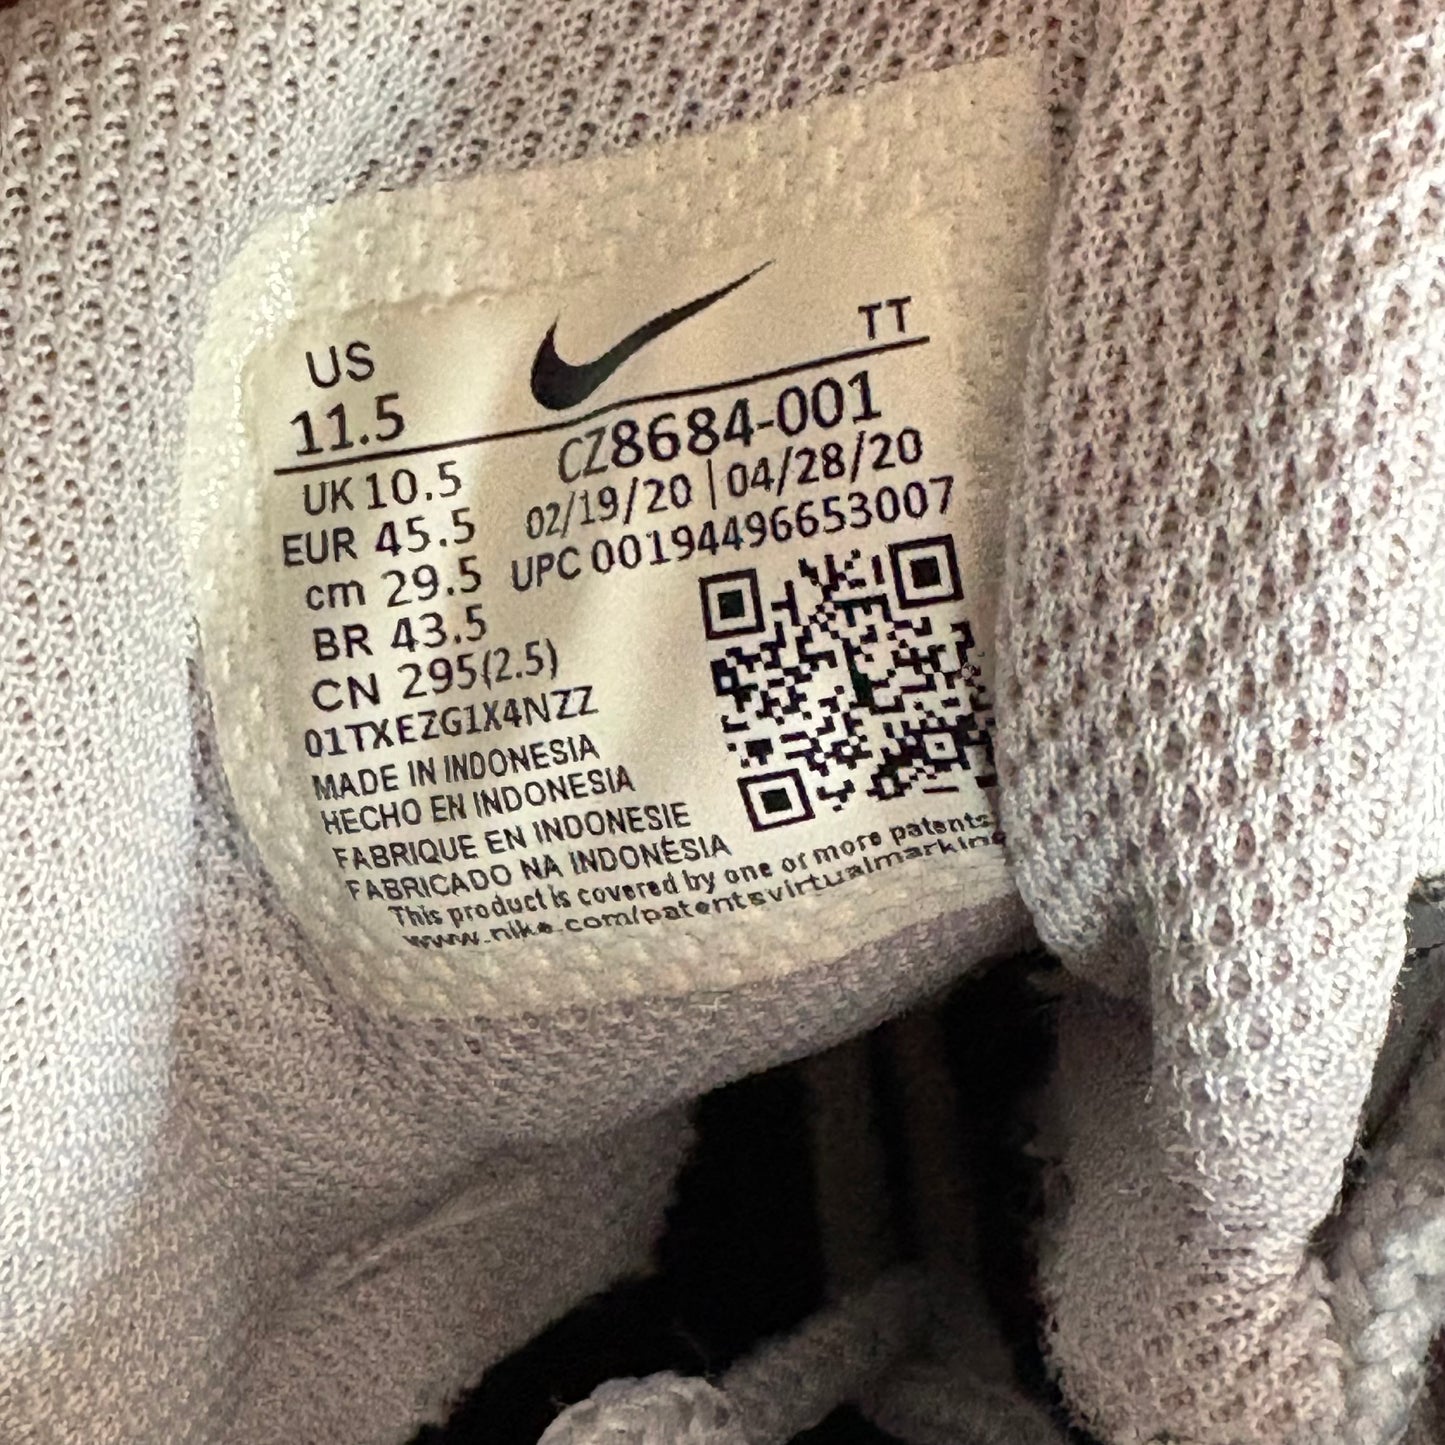 US
TT
11.5
CZ8684-001
UK 10.5
02/19/20 | 04/28/20
EUR 45.5
UPC 00194496653007
cm 29.5
BR 43.5
CN 295(2.5)
01TXEZG1X4NZZ
MADE IN INDONESIA
HECHO EN INDONESIA
FABRIQUE EN INDONESIE
FABRICADO NA INDONÉSIA
This product is covered by one or more patents
www.nike.com/patentsvirtualmarking